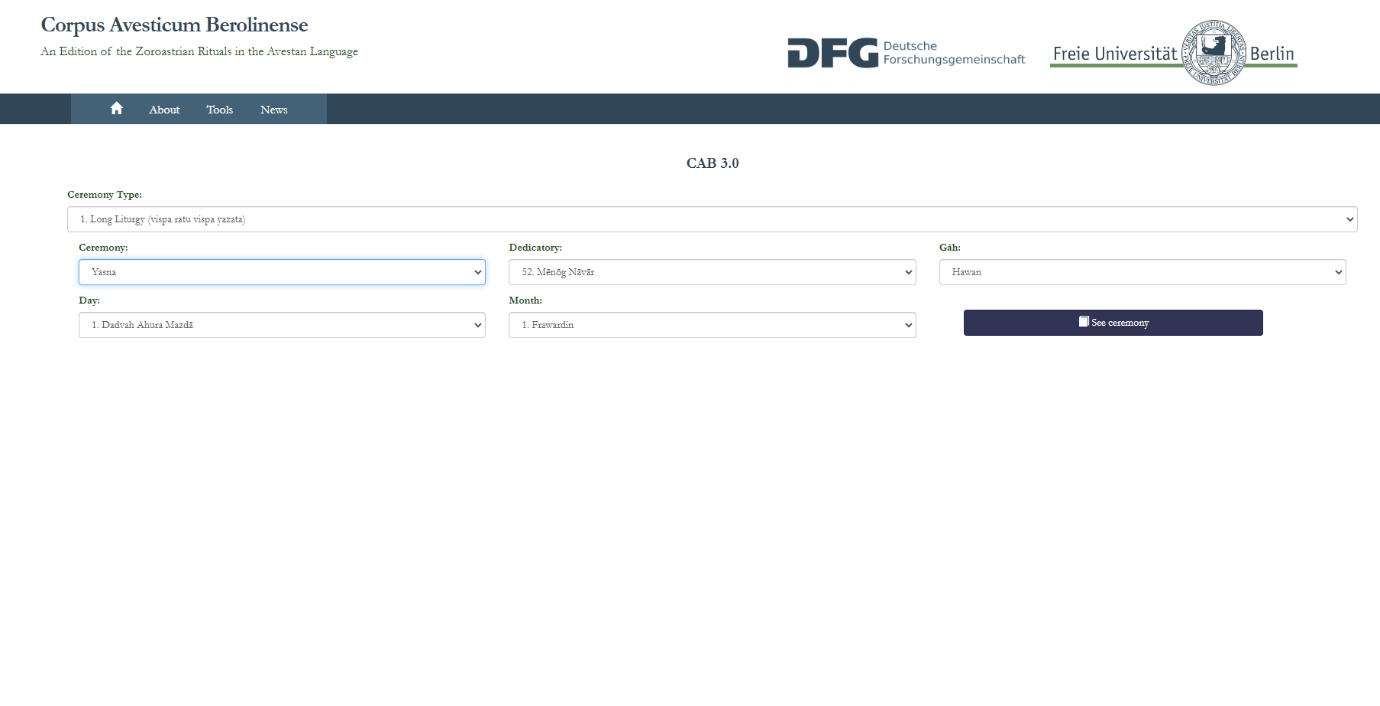 Corpus Avesticum Berolinense
An Edition of the Zoroastrian Rituals in the Avestan Language
DFG Deutsche Forschungsgemeinschaft
Freie Universität Berlin
About Tools News
CAB 3.0
Ceremony Type:
1. Long Liturgy (vispa ratu vispa yazata)
Ceremony: Dedicatory: Gāh:
Yasna 52. Mēnōg Nāvār Hawan
Day: Month:
1. Dadvah Ahura Mazdā 1. Frawardīn See ceremony